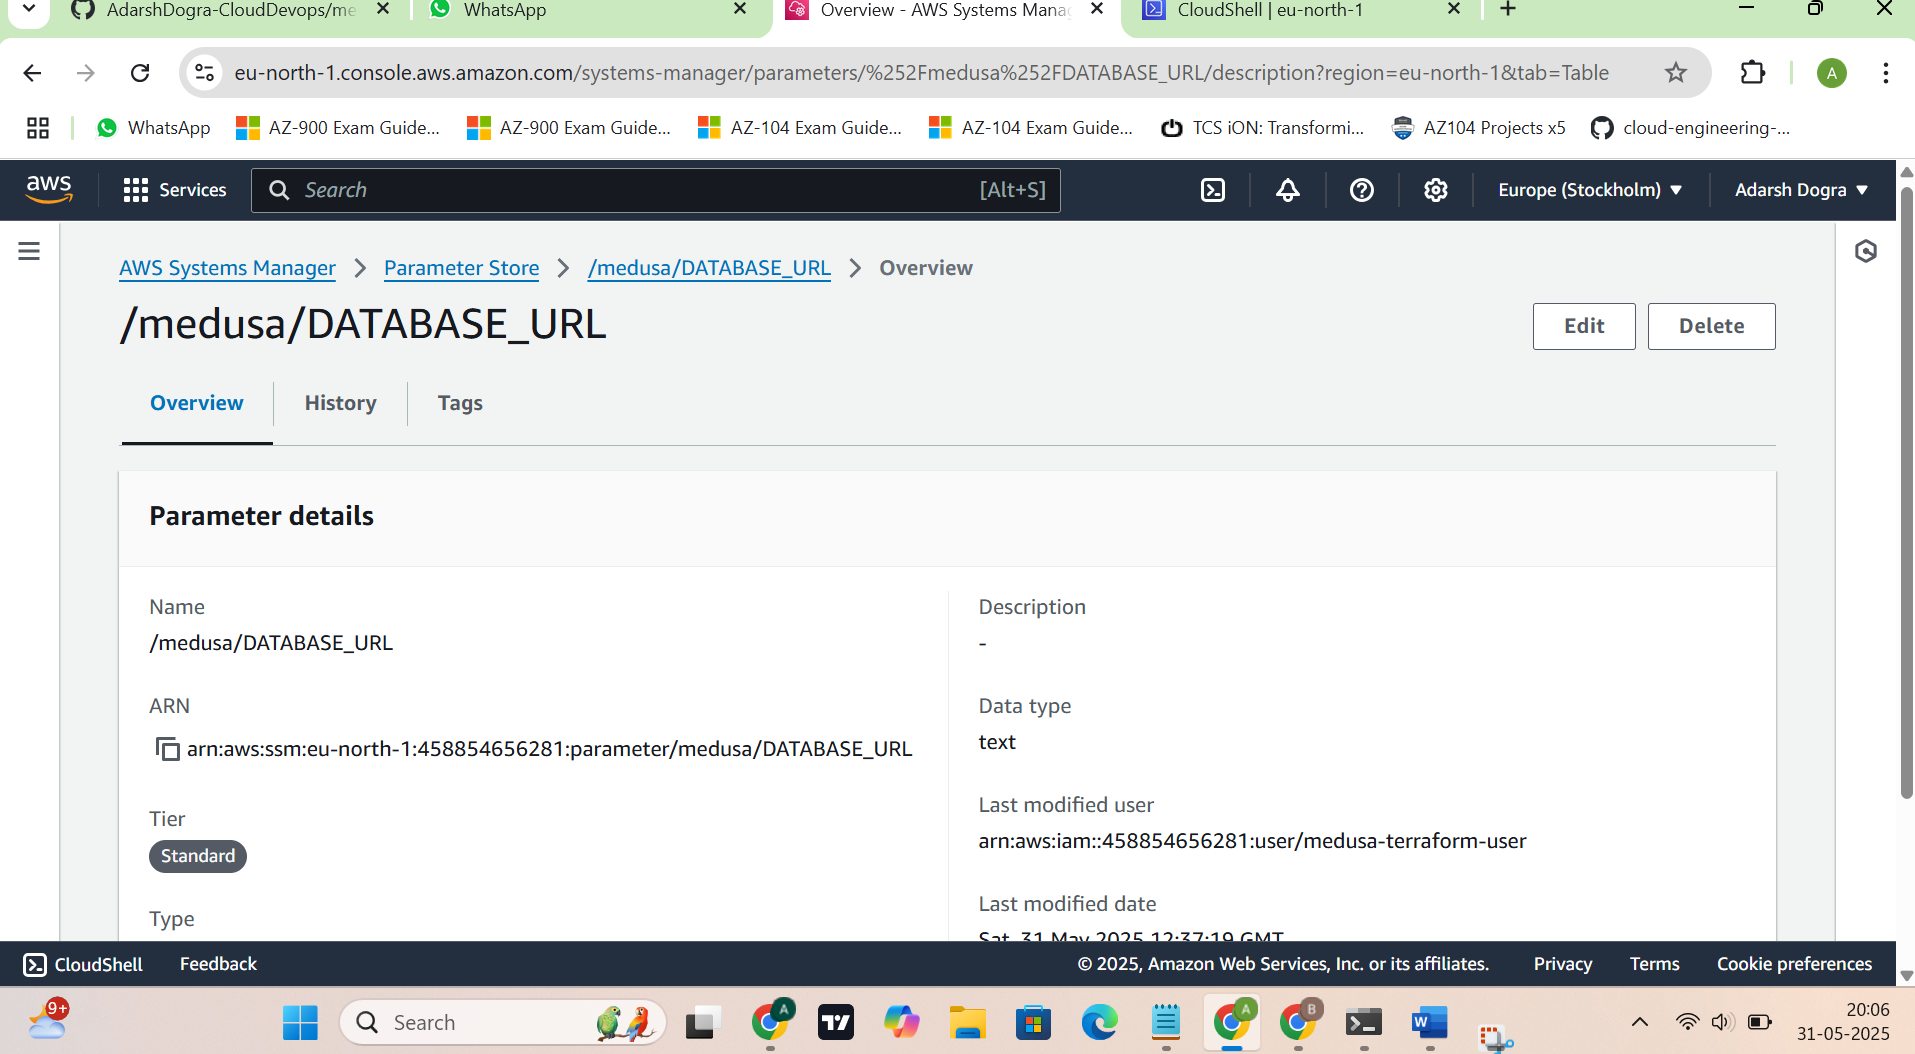 AdarshDogra-CloudDevops/me
WhatsApp
Overview - AWS Systems Manag
CloudShell | eu-north-1
eu-north-1.console.aws.amazon.com/systems-manager/parameters/%252Fmedusa%252FDATABASE_URL/description?region=eu-north-1&tab=Table
A
WhatsApp
AZ-900 Exam Guide...
AZ-900 Exam Guide...
AZ-104 Exam Guide...
AZ-104 Exam Guide...
TCS iON: Transformi...
AZ104 Projects x5
cloud-engineering-...
aws
Services
Search
[Alt+S]
Europe (Stockholm)
Adarsh Dogra
AWS Systems Manager
Parameter Store
/medusa/DATABASE_URL
Overview
/medusa/DATABASE_URL
Edit
Delete
Overview
History
Tags
Parameter details
Name
/medusa/DATABASE_URL
ARN
arn:aws:ssm:eu-north-1:458854656281:parameter/medusa/DATABASE_URL
Tier
Standard
Type
Description
-
Data type
text
Last modified user
arn:aws:iam::458854656281:user/medusa-terraform-user
Last modified date
Sat, 31 May 2025 12:37:19 GMT
CloudShell
Feedback
© 2025, Amazon Web Services, Inc. or its affiliates.
Privacy
Terms
Cookie preferences
9+
Search
A
A
B
W
20:06
31-05-2025